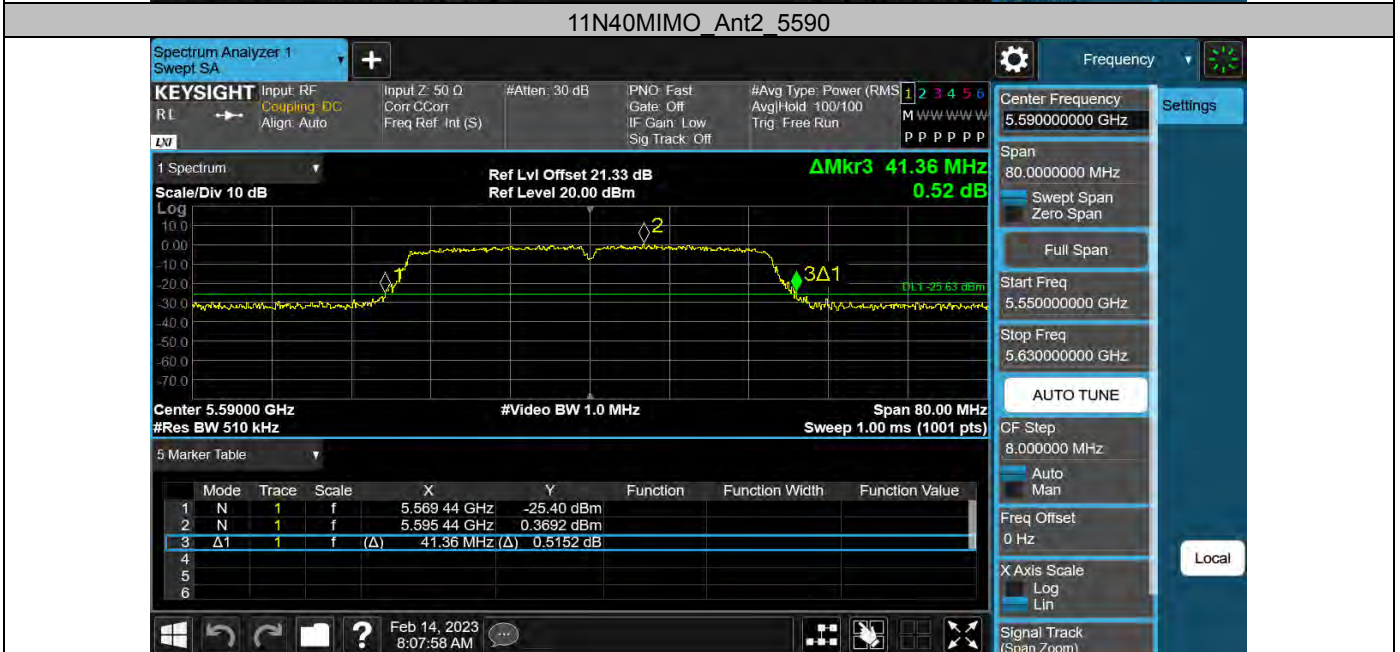 11N40MIMO_Ant2_5590
Spectrum Analyzer 1
Swept SA
+
Frequency
KEYSIGHT
RL
LXI
Input: RF
Coupling: DC
Align: Auto
Input Z: 50 Ω
Corr CCorr
Freq Ref: Int (S)
#Atten: 30 dB
PNO: Fast
Gate: Off
IF Gain: Low
Sig Track: Off
#Avg Type: Power (RMS
Avg|Hold: 100/100
Trig: Free Run
1 2 3 4 5 6
M W W W W W
P P P P P P
1 Spectrum
Scale/Div 10 dB
Ref Lvl Offset 21.33 dB
Ref Level 20.00 dBm
ΔMkr3 41.36 MHz
0.52 dB
Log
10.0
0.00
-10.0
-20.0
-30.0
-40.0
-50.0
-60.0
-70.0
1
2
3Δ1
DL1 -25.63 dBm
Center 5.59000 GHz
#Res BW 510 kHz
#Video BW 1.0 MHz
Span 80.00 MHz
Sweep 1.00 ms (1001 pts)
5 Marker Table
Mode Trace Scale X Y Function Function Width Function Value
1 N 1 f 5.569 44 GHz -25.40 dBm
2 N 1 f 5.595 44 GHz 0.3692 dBm
3 Δ1 1 f (Δ) 41.36 MHz (Δ) 0.5152 dB
4
5
6
Feb 14, 2023
8:07:58 AM
?
Center Frequency
5.590000000 GHz
Settings
Span
80.0000000 MHz
Swept Span
Zero Span
Full Span
Start Freq
5.550000000 GHz
Stop Freq
5.630000000 GHz
AUTO TUNE
CF Step
8.000000 MHz
Auto
Man
Freq Offset
0 Hz
X Axis Scale
Log
Lin
Local
Signal Track
(Span Zoom)